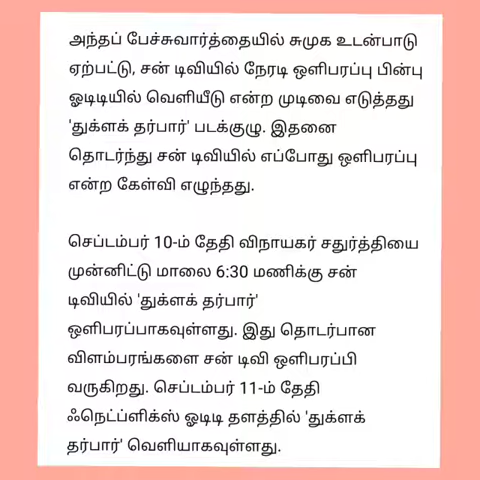 அந்தப் பேச்சுவார்த்தையில் சுமுக உடன்பாடு
ஏற்பட்டு, சன் டிவியில் நேரடி ஒளிபரப்பு பின்பு
ஓடிடியில் வெளியீடு என்ற முடிவை எடுத்தது
'துக்ளக் தர்பார்' படக்குழு. இதனை
தொடர்ந்து சன் டிவியில் எப்போது ஒளிபரப்பு
என்ற கேள்வி எழுந்தது.
செப்டம்பர் 10-ம் தேதி விநாயகர் சதுர்த்தியை
முன்னிட்டு மாலை 6:30 மணிக்கு சன்
டிவியில் 'துக்ளக் தர்பார்'
ஒளிபரப்பாகவுள்ளது. இது தொடர்பான
விளம்பரங்களை சன் டிவி ஒளிபரப்பி
வருகிறது. செப்டம்பர் 11-ம் தேதி
ஃநெட்ப்ளிக்ஸ் ஓடிடி தளத்தில் 'துக்ளக்
தர்பார்' வெளியாகவுள்ளது.